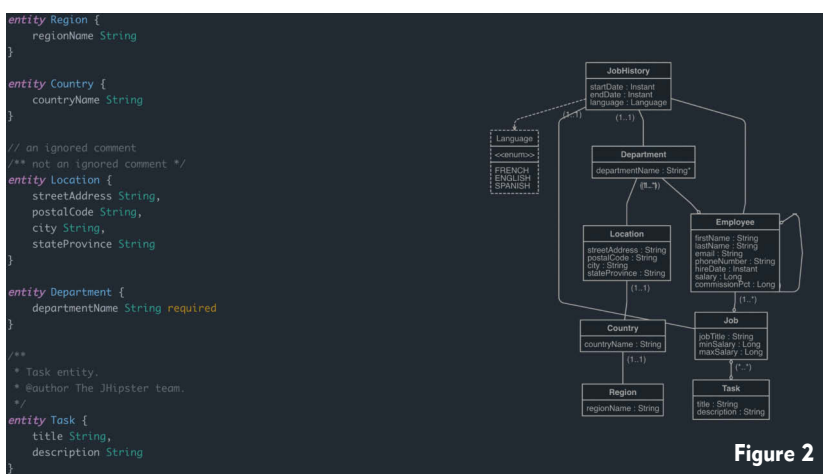 entity Region {
regionName String
}
entity Country {
countryName String
}
// an ignored comment
/** not an ignored comment */
entity Location {
streetAddress String,
postalCode String,
city String,
stateProvince String
}
entity Department {
departmentName String required
}
/**
* Task entity.
* @author The JHipster team.
*/
entity Task {
title String,
description String
}
JobHistory
startDate : Instant
endDate : Instant
language : Language
(1..1)
(1..1)
Language
<<enum>>
FRENCH
ENGLISH
SPANISH
Department
departmentName : String*
Location
streetAddress : String
postalCode : String
city : String
stateProvince : String
(1..1)
Employee
firstName : String
lastName : String
email : String
phoneNumber : String
hireDate : Instant
salary : Long
commissionPct : Long
(1..*)
Country
countryName : String
(1..1)
Job
jobTitle : String
minSalary : Long
maxSalary : Long
(*..*)
Region
regionName : String
Task
title : String
description : String
Figure 2